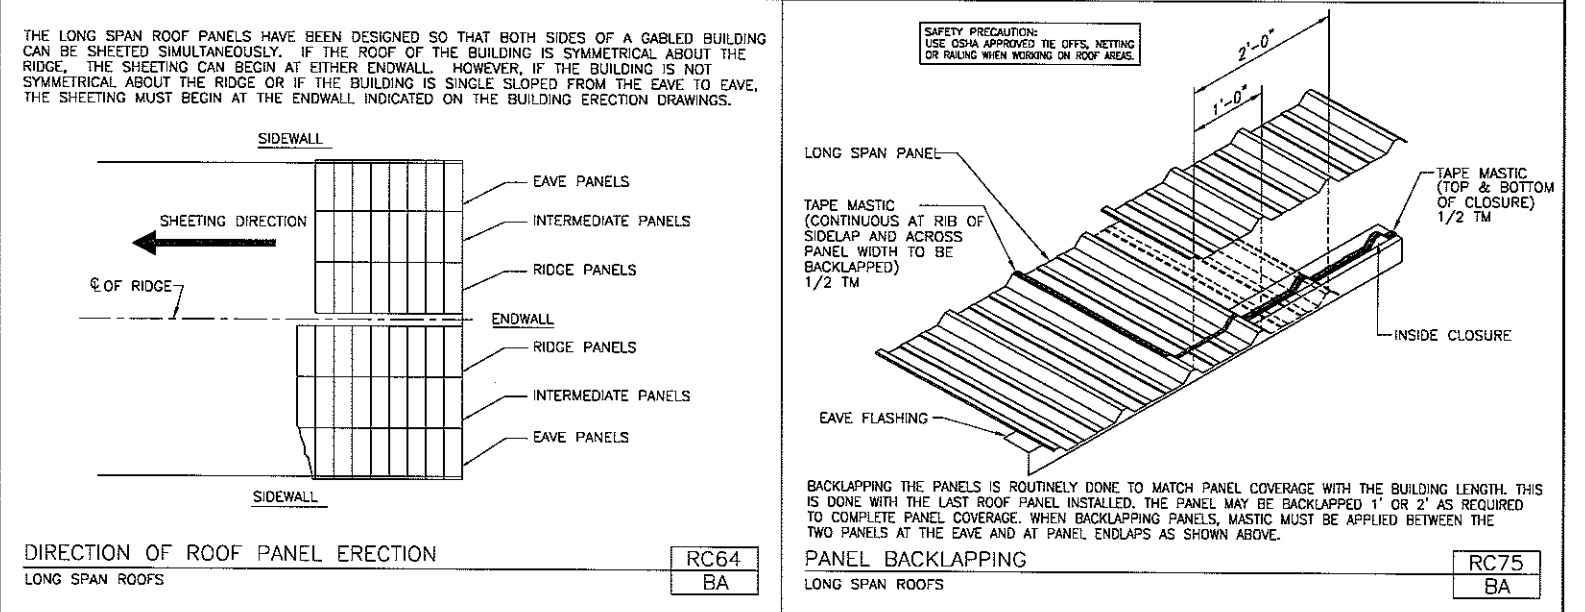 THE LONG SPAN ROOF PANELS HAVE BEEN DESIGNED SO THAT BOTH SIDES OF A GABLED BUILDING
CAN BE SHEETED SIMULTANEOUSLY. IF THE ROOF OF THE BUILDING IS SYMMETRICAL ABOUT THE
RIDGE, THE SHEETING CAN BEGIN AT EITHER ENDWALL. HOWEVER, IF THE BUILDING IS NOT
SYMMETRICAL ABOUT THE RIDGE OR IF THE BUILDING IS SINGLE SLOPED FROM THE EAVE TO EAVE,
THE SHEETING MUST BEGIN AT THE ENDWALL INDICATED ON THE BUILDING ERECTION DRAWINGS.
SIDEWALL
EAVE PANELS
SHEETING DIRECTION
INTERMEDIATE PANELS
RIDGE PANELS
℄ OF RIDGE
ENDWALL
RIDGE PANELS
INTERMEDIATE PANELS
EAVE PANELS
SIDEWALL
DIRECTION OF ROOF PANEL ERECTION
RC64
LONG SPAN ROOFS
BA
SAFETY PRECAUTION:
USE OSHA APPROVED TIE OFFS, NETTING
OR RAILING WHEN WORKING ON ROOF AREAS.
2'-0"
1'-0"
LONG SPAN PANEL
TAPE MASTIC
(CONTINUOUS AT RIB OF
SIDELAP AND ACROSS
PANEL WIDTH TO BE
BACKLAPPED)
1/2 TM
TAPE MASTIC
(TOP & BOTTOM
OF CLOSURE)
1/2 TM
INSIDE CLOSURE
EAVE FLASHING
BACKLAPPING THE PANELS IS ROUTINELY DONE TO MATCH PANEL COVERAGE WITH THE BUILDING LENGTH. THIS
IS DONE WITH THE LAST ROOF PANEL INSTALLED. THE PANEL MAY BE BACKLAPPED 1' OR 2' AS REQUIRED
TO COMPLETE PANEL COVERAGE. WHEN BACKLAPPING PANELS, MASTIC MUST BE APPLIED BETWEEN THE
TWO PANELS AT THE EAVE AND AT PANEL ENDLAPS AS SHOWN ABOVE.
PANEL BACKLAPPING
RC75
LONG SPAN ROOFS
BA